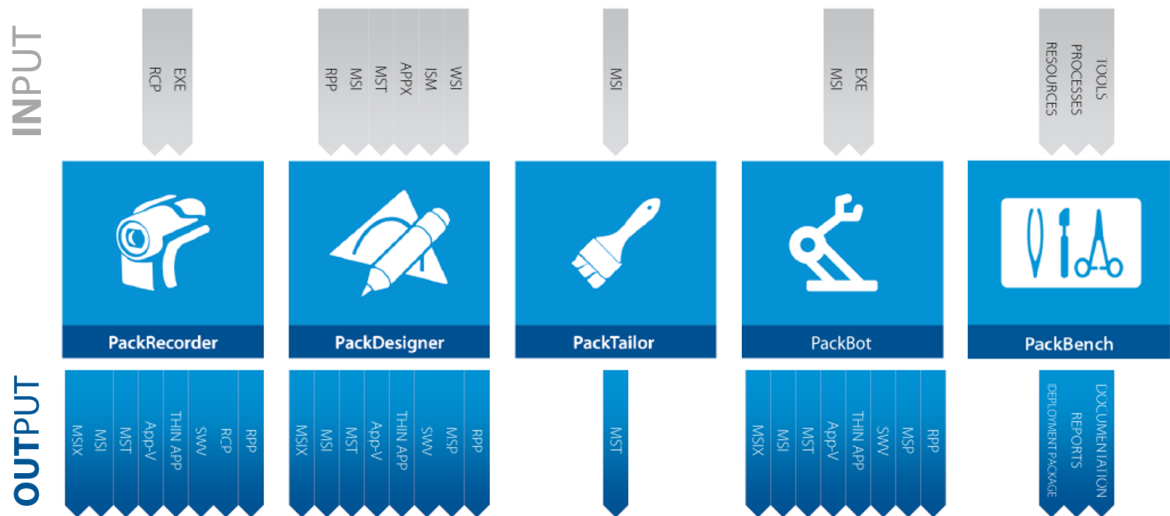 INPUT
RCP
EXE
RPP
MSI
MST
APPX
ISM
WSI
MSI
MSI
EXE
RESOURCES
PROCESSES
TOOLS
PackRecorder
PackDesigner
PackTailor
PackBot
PackBench
OUTPUT
MSIX
MSI
MST
App-V
THIN APP
SWV
RCP
RPP
MSIX
MSI
MST
App-V
THIN APP
SWV
MSP
RPP
MST
MSIX
MSI
MST
App-V
THIN APP
SWV
MSP
RPP
DEPLOYMENT PACKAGE
REPORTS
DOCUMENTATION